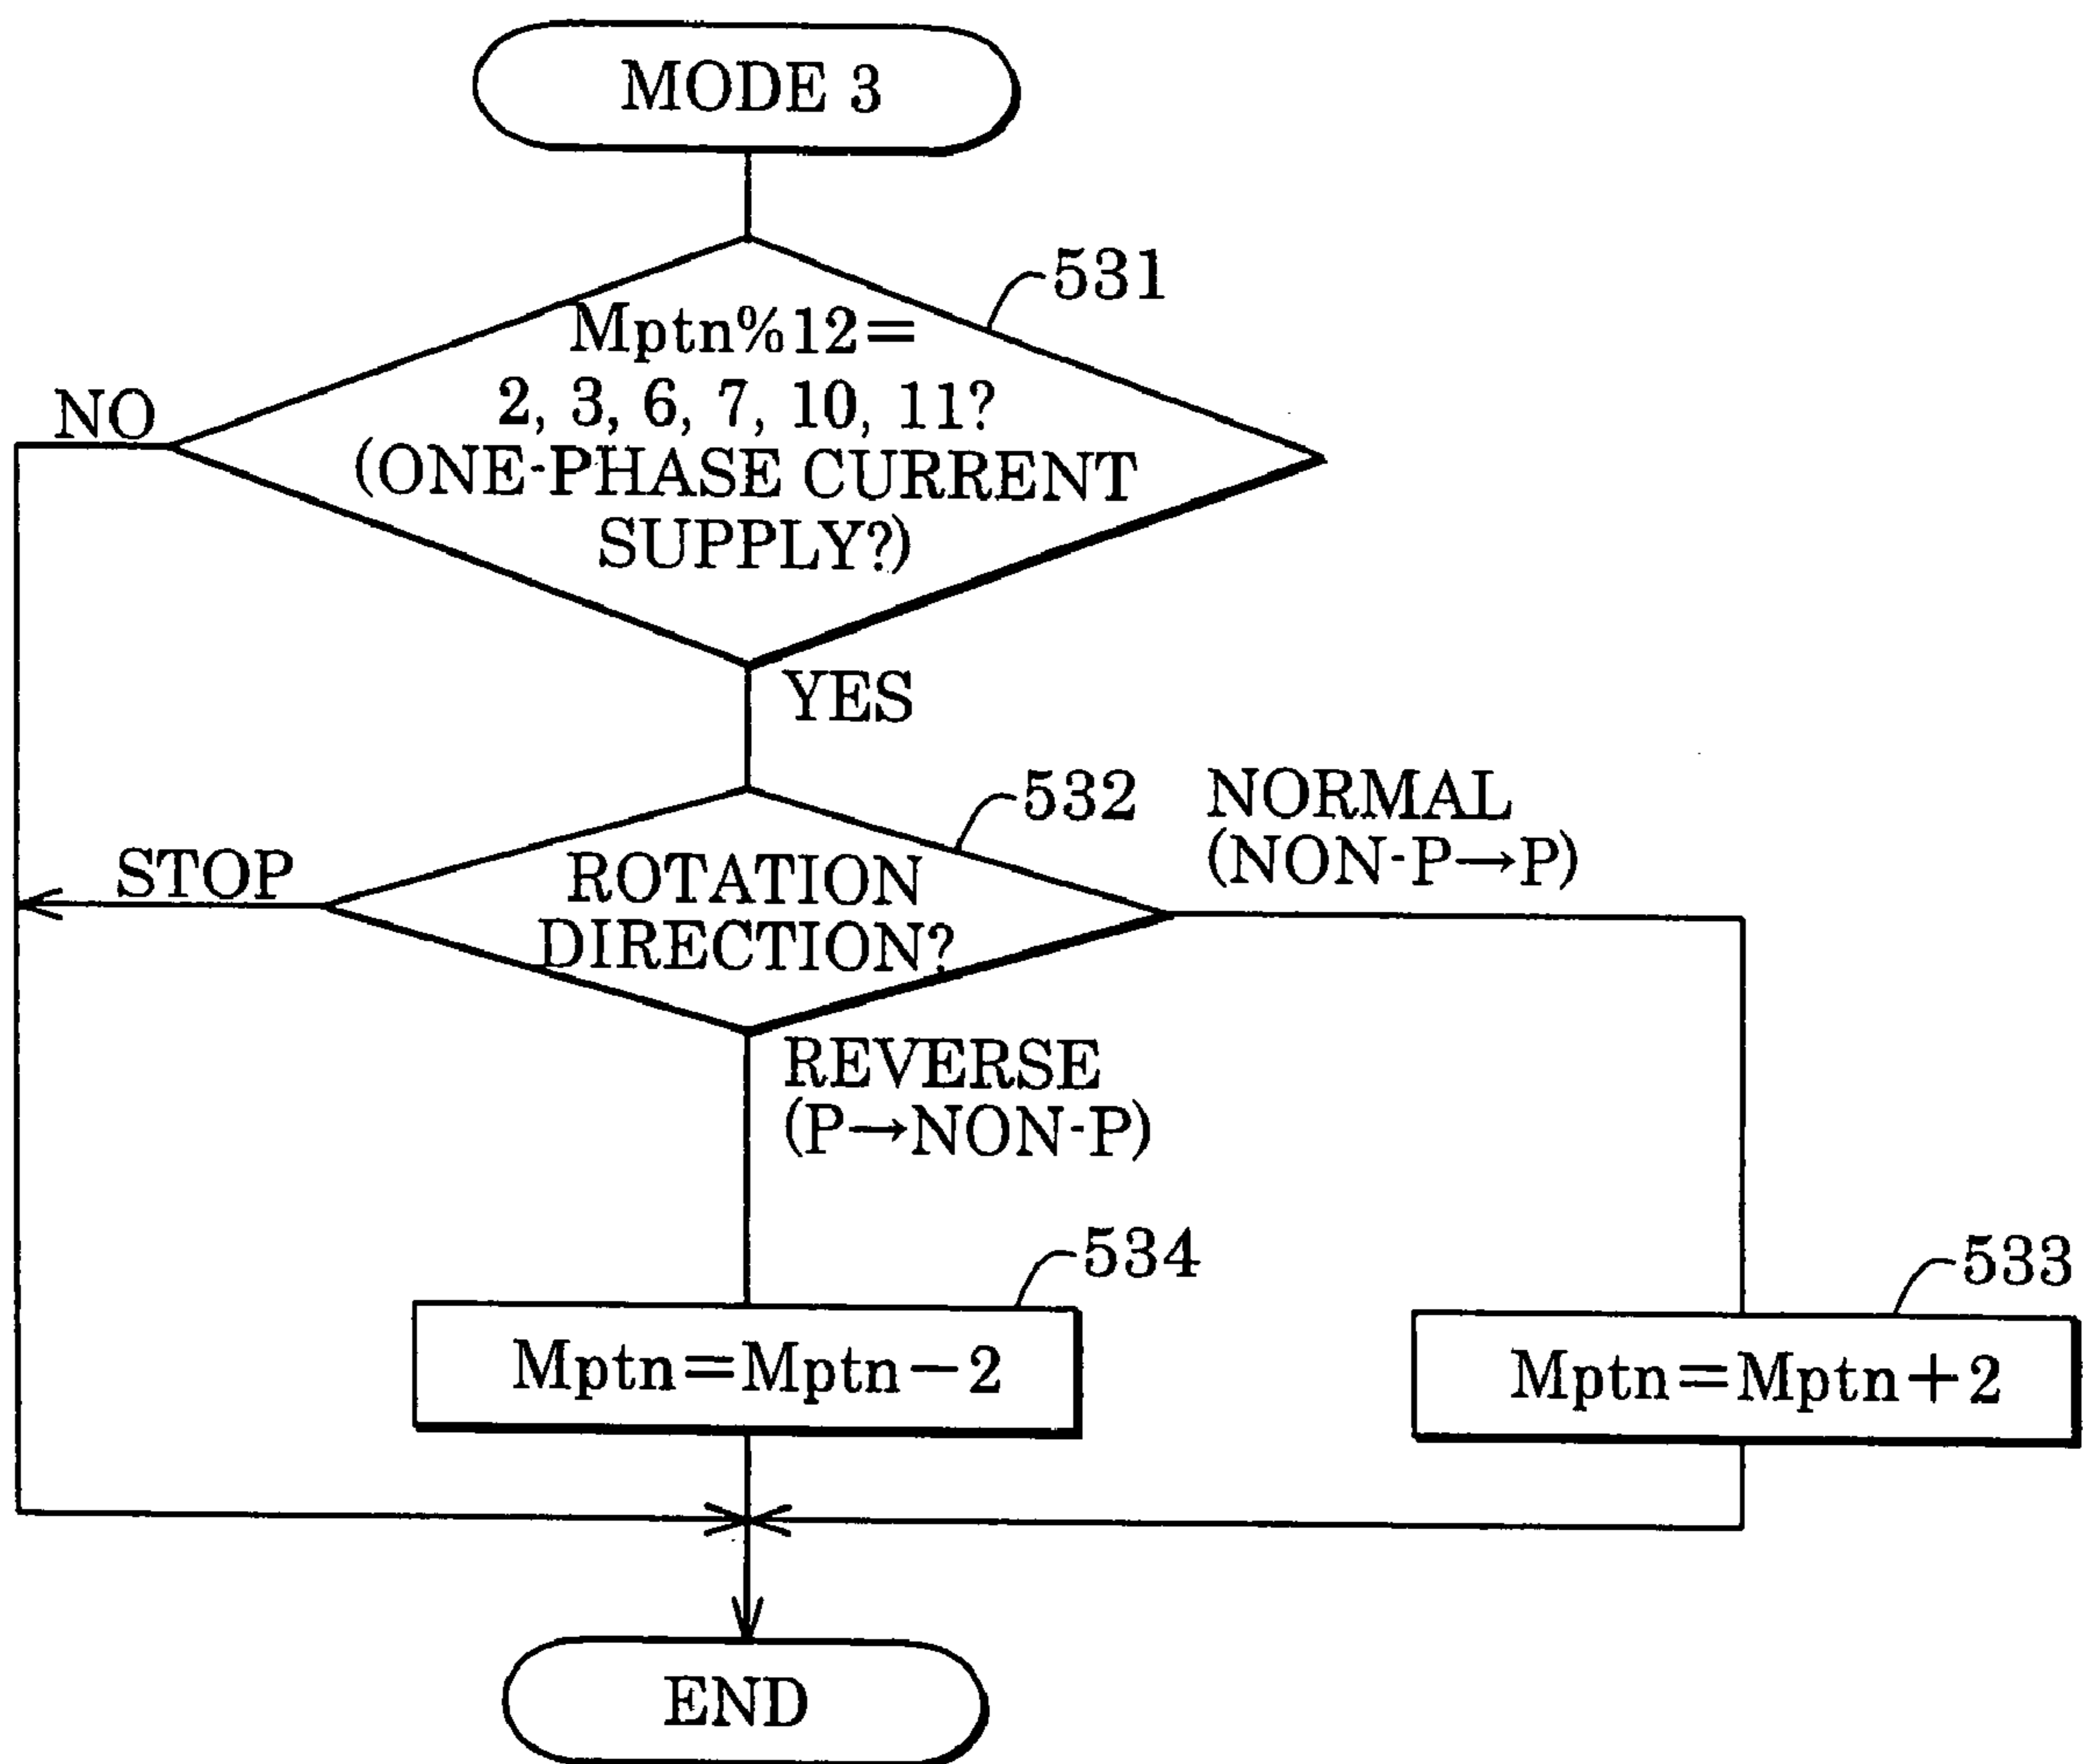 MODE 3
531
Mptn%12=
2, 3, 6, 7, 10, 11?
(ONE-PHASE CURRENT
SUPPLY?)
NO
YES
532
NORMAL
(NON-P→P)
STOP
ROTATION
DIRECTION?
REVERSE
(P→NON-P)
534
533
Mptn=Mptn−2
Mptn=Mptn+2
END